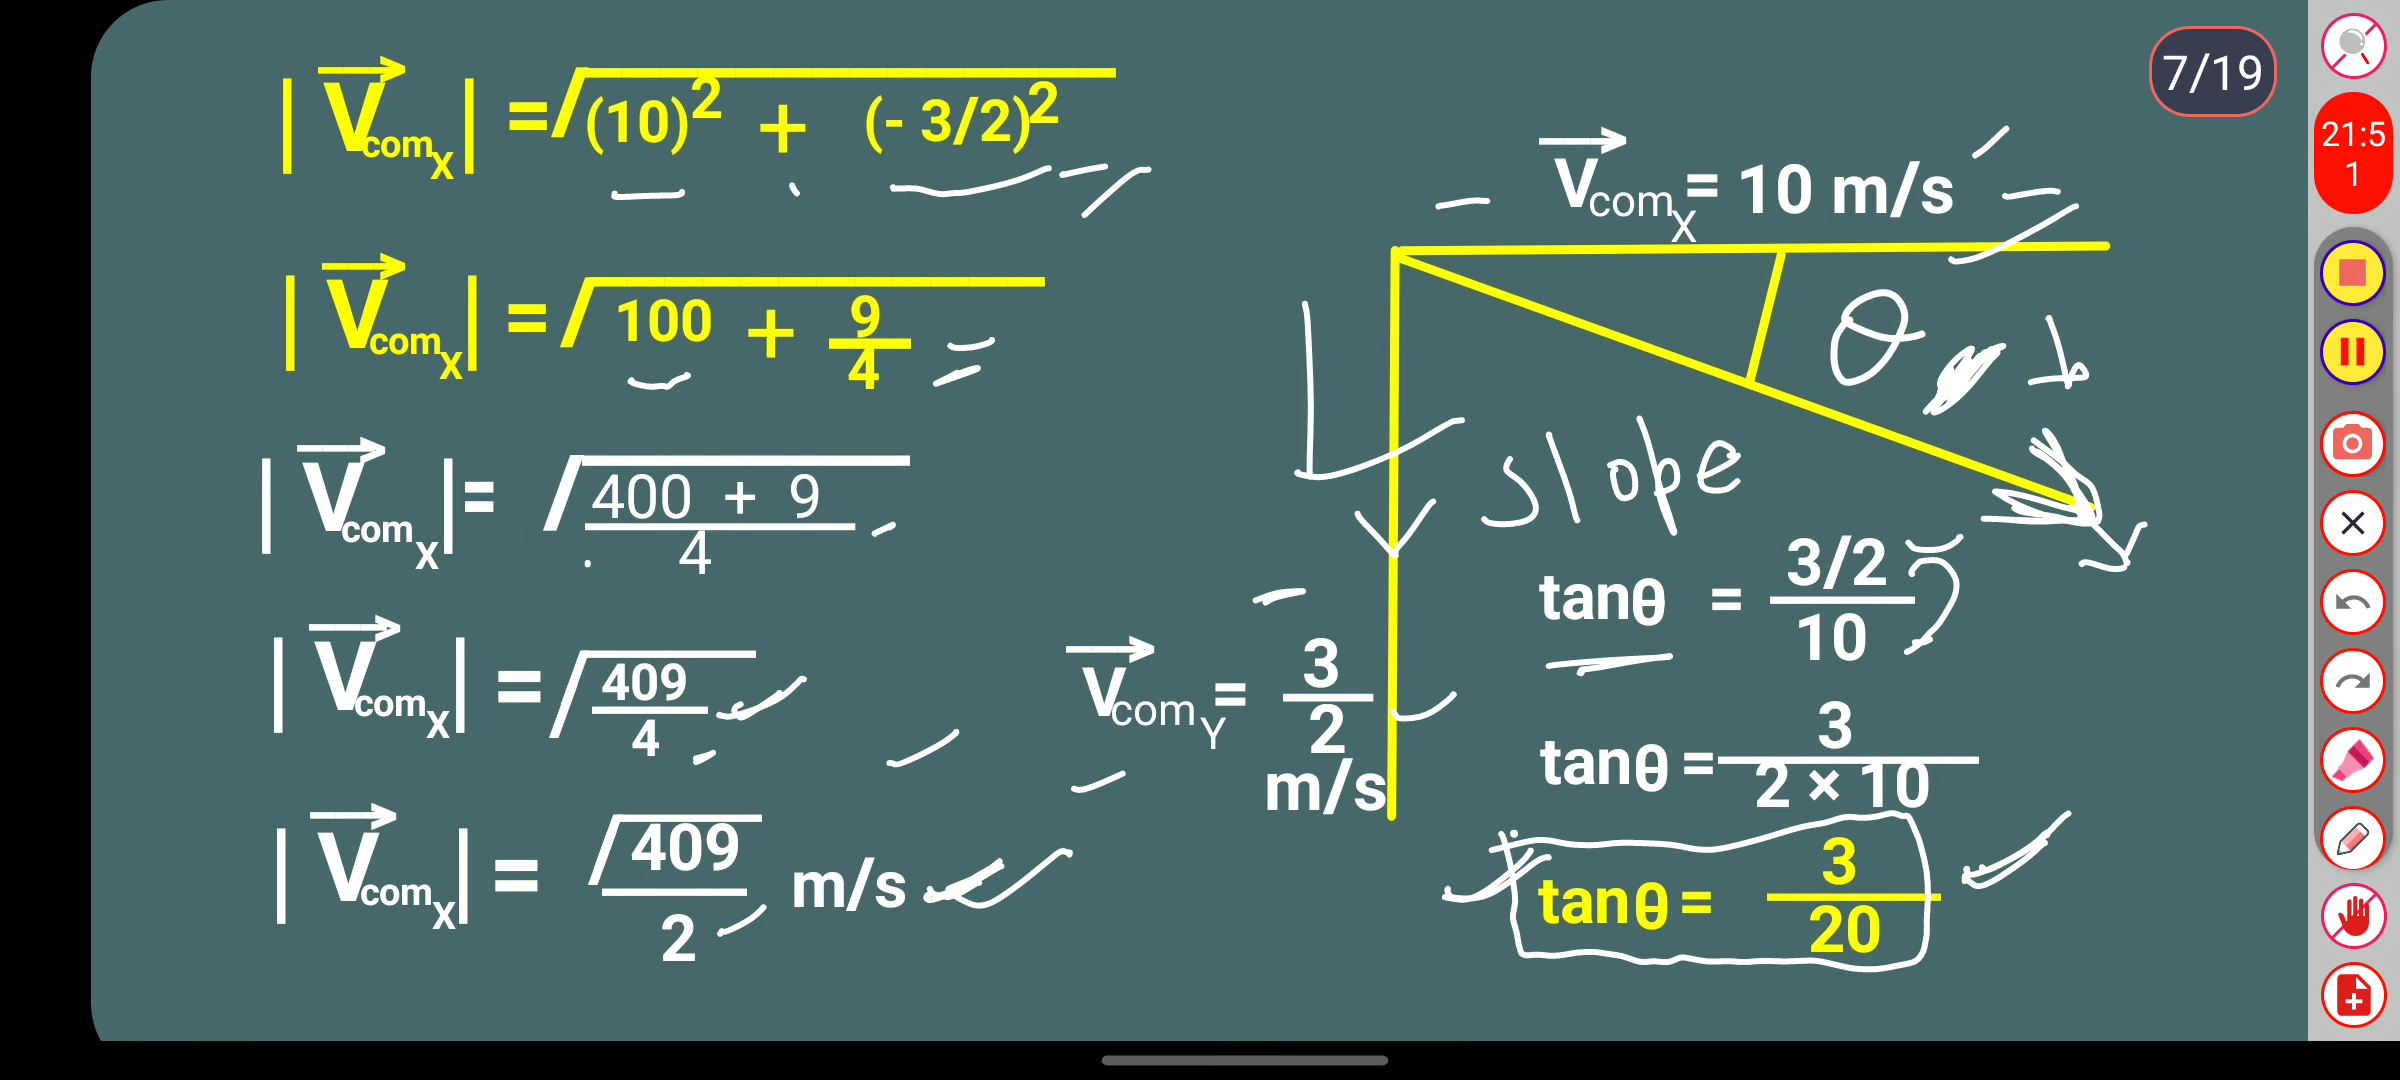 |V⃗comX| = √(10)² + (- 3/2)²
|V⃗comX| = √100 + 9/4
|V⃗comX| = √400 + 9/4
|V⃗comX| = √409/4
|V⃗comX| = √409/2 m/s
V⃗comX = 10 m/s
θ
slope
V⃗comY = 3/2 m/s
tanθ = 3/2/10
tanθ = 3/2 × 10
tanθ = 3/20
7/19
21:5
1